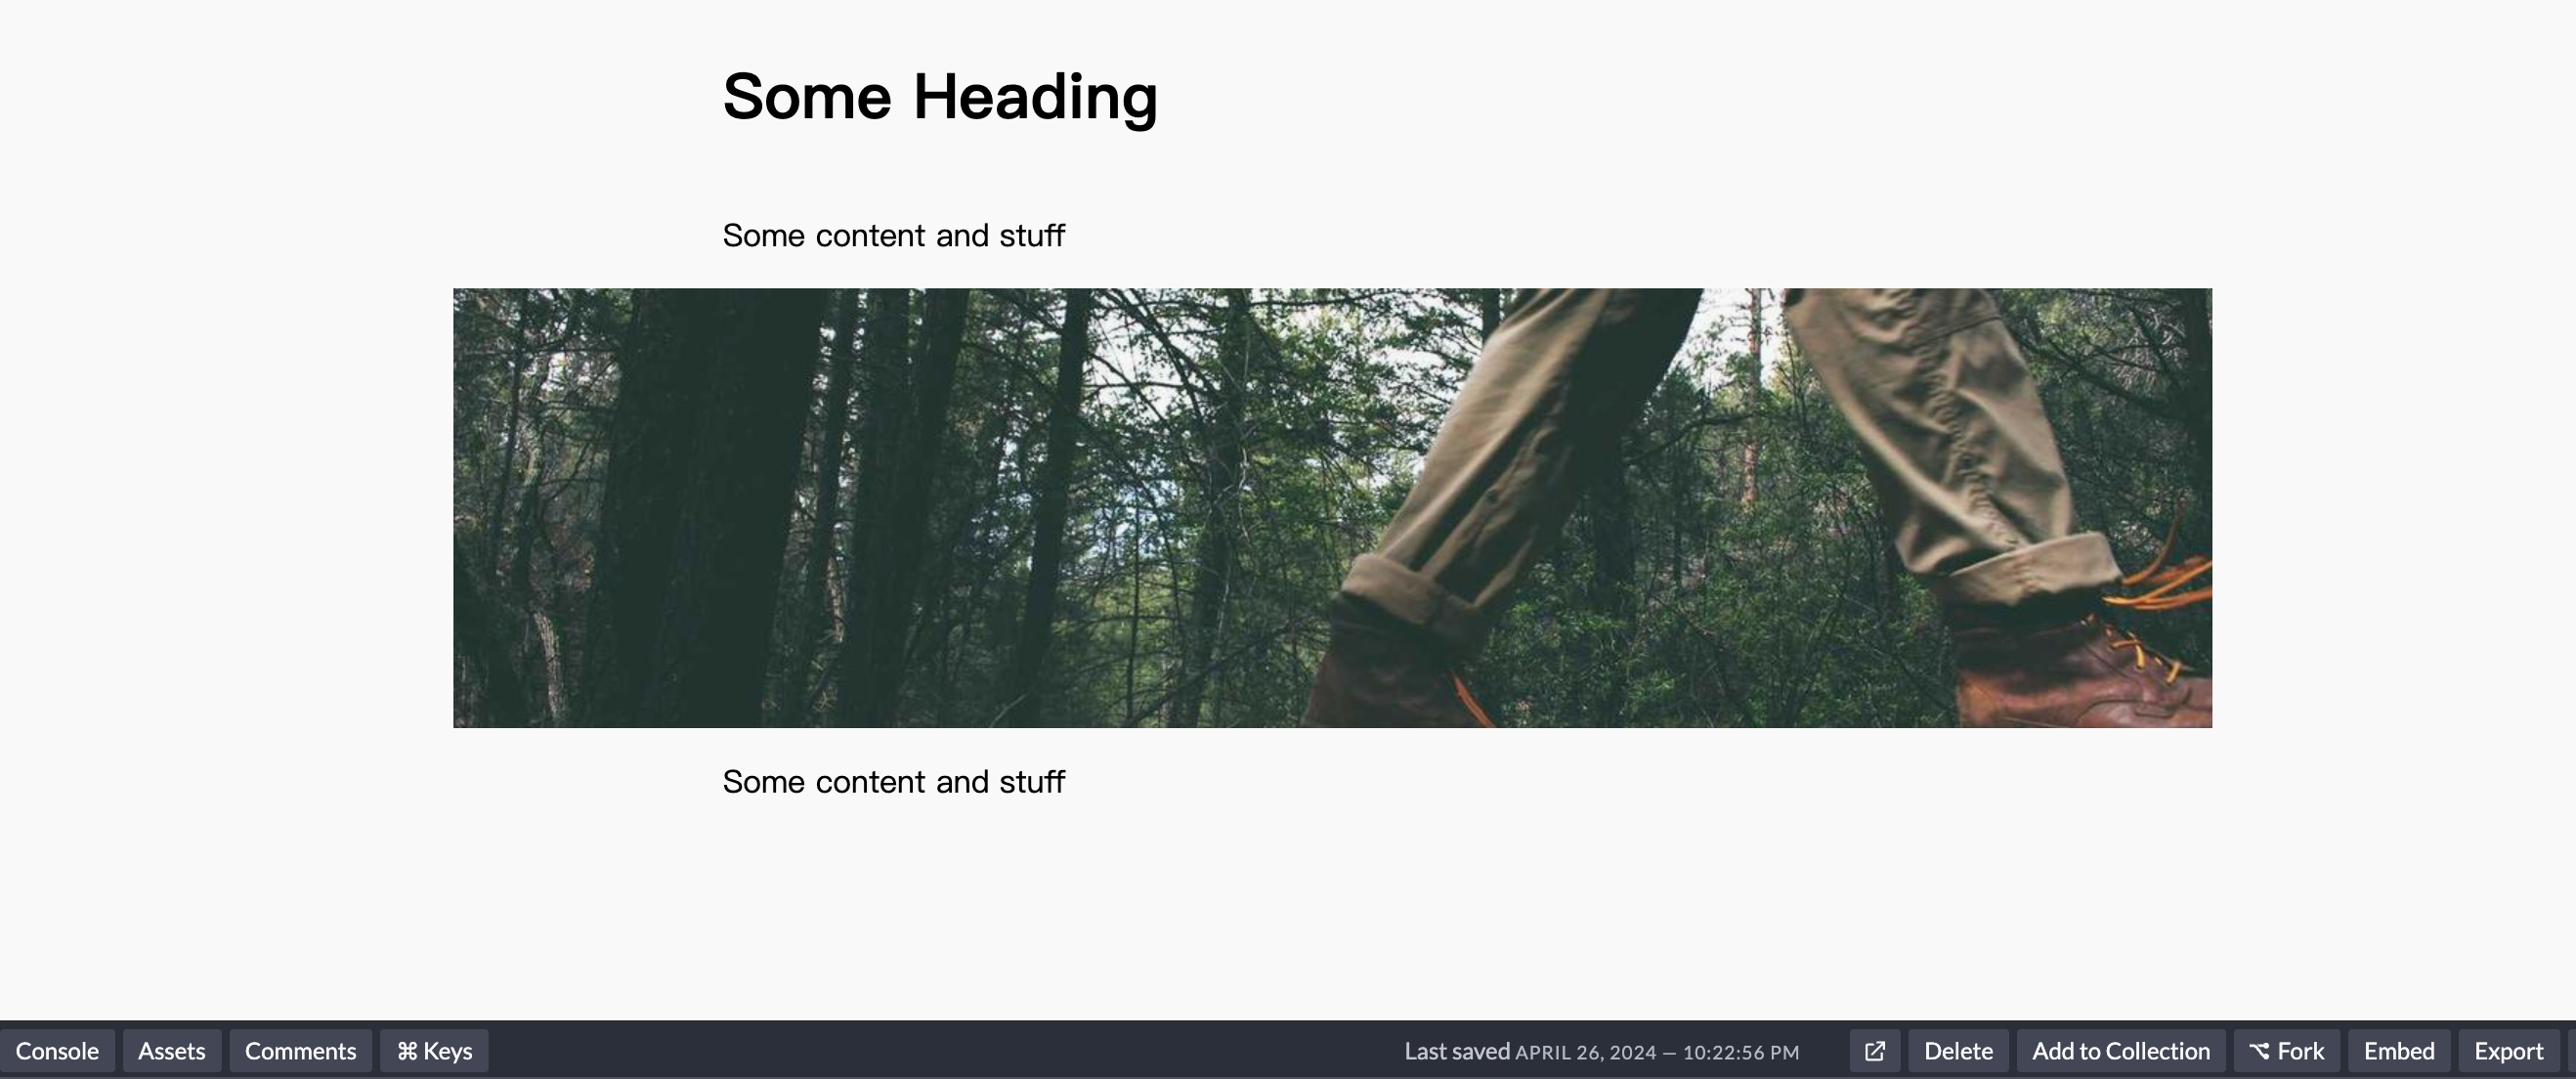 Some Heading
Some content and stuff
Some content and stuff
Console Assets Comments ⌘ Keys Last saved APRIL 26, 2024 — 10:22:56 PM Delete Add to Collection Fork Embed Export